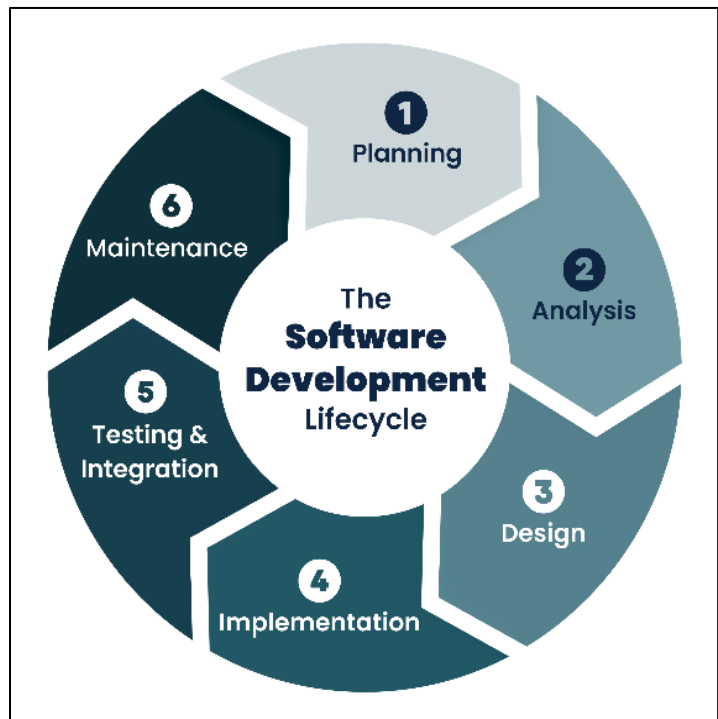 1
Planning
2
Analysis
3
Design
4
Implementation
5
Testing &
Integration
6
Maintenance
The
Software
Development
Lifecycle